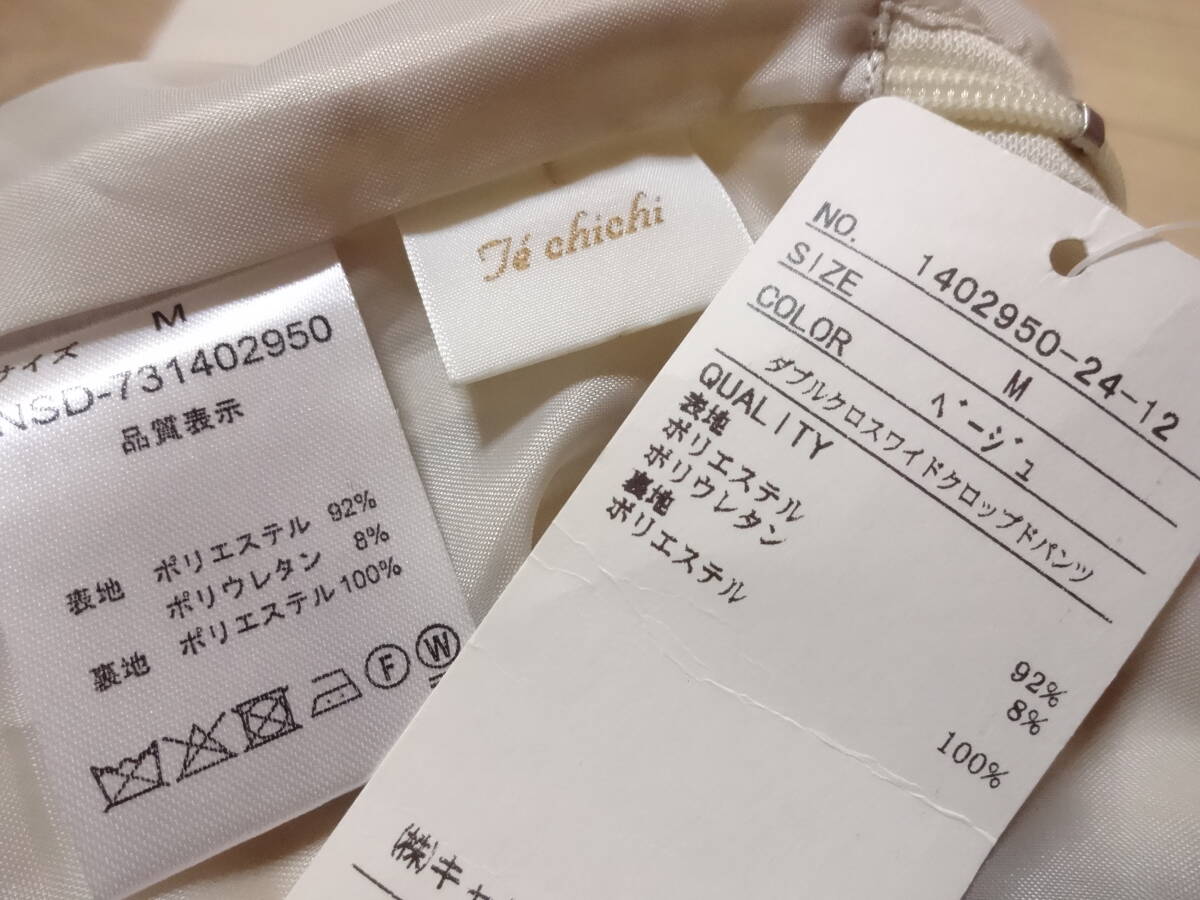 M
NSD-731402950
品質表示
表地 ポリエステル 92%
ポリウレタン 8%
裏地 ポリエステル 100%
F W
Té chichi
NO. 1402950-24-12
SIZE M
COLOR ベージュ
ダブルクロスワイドクロップドパンツ
QUALITY
表地
ポリエステル 92%
ポリウレタン 8%
裏地
ポリエステル 100%
(株)キャ